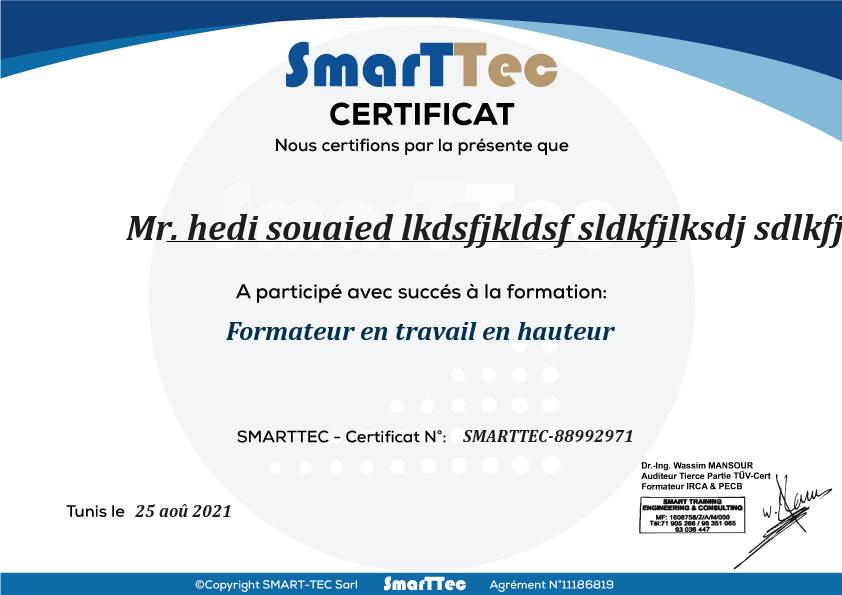 SmarTTec
CERTIFICAT
Nous certifions par la présente que
Mr. hedi souaied lkdsfjkldsf sldkfjlksdj sdlkfj
A participé avec succés à la formation:
Formateur en travail en hauteur
SMARTTEC - Certificat N°: SMARTTEC-88992971
Dr.-Ing. Wassim MANSOUR
Auditeur Tierce Partie TÜV-Cert
Formateur IRCA & PECB
SMART TRAINING
ENGINEERING & CONSULTING
MF: 1608758/Z/A/M/000
Tél:71 905 266 / 98 351 065
93 036 447
Tunis le 25 aoû 2021
©Copyright SMART-TEC Sarl SmarTTec Agrément N°11186819